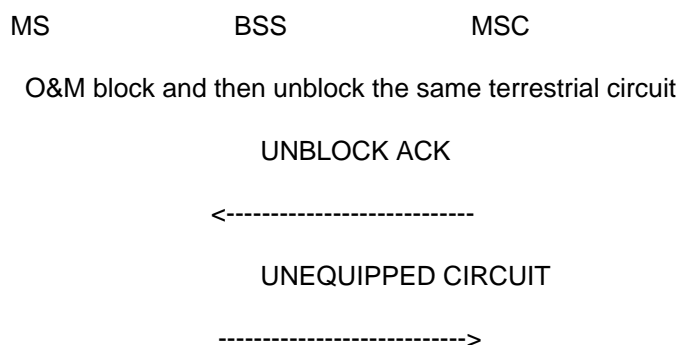 MS BSS MSC
O&M block and then unblock the same terrestrial circuit
UNBLOCK ACK
<----------------------------
UNEQUIPPED CIRCUIT
---------------------------->